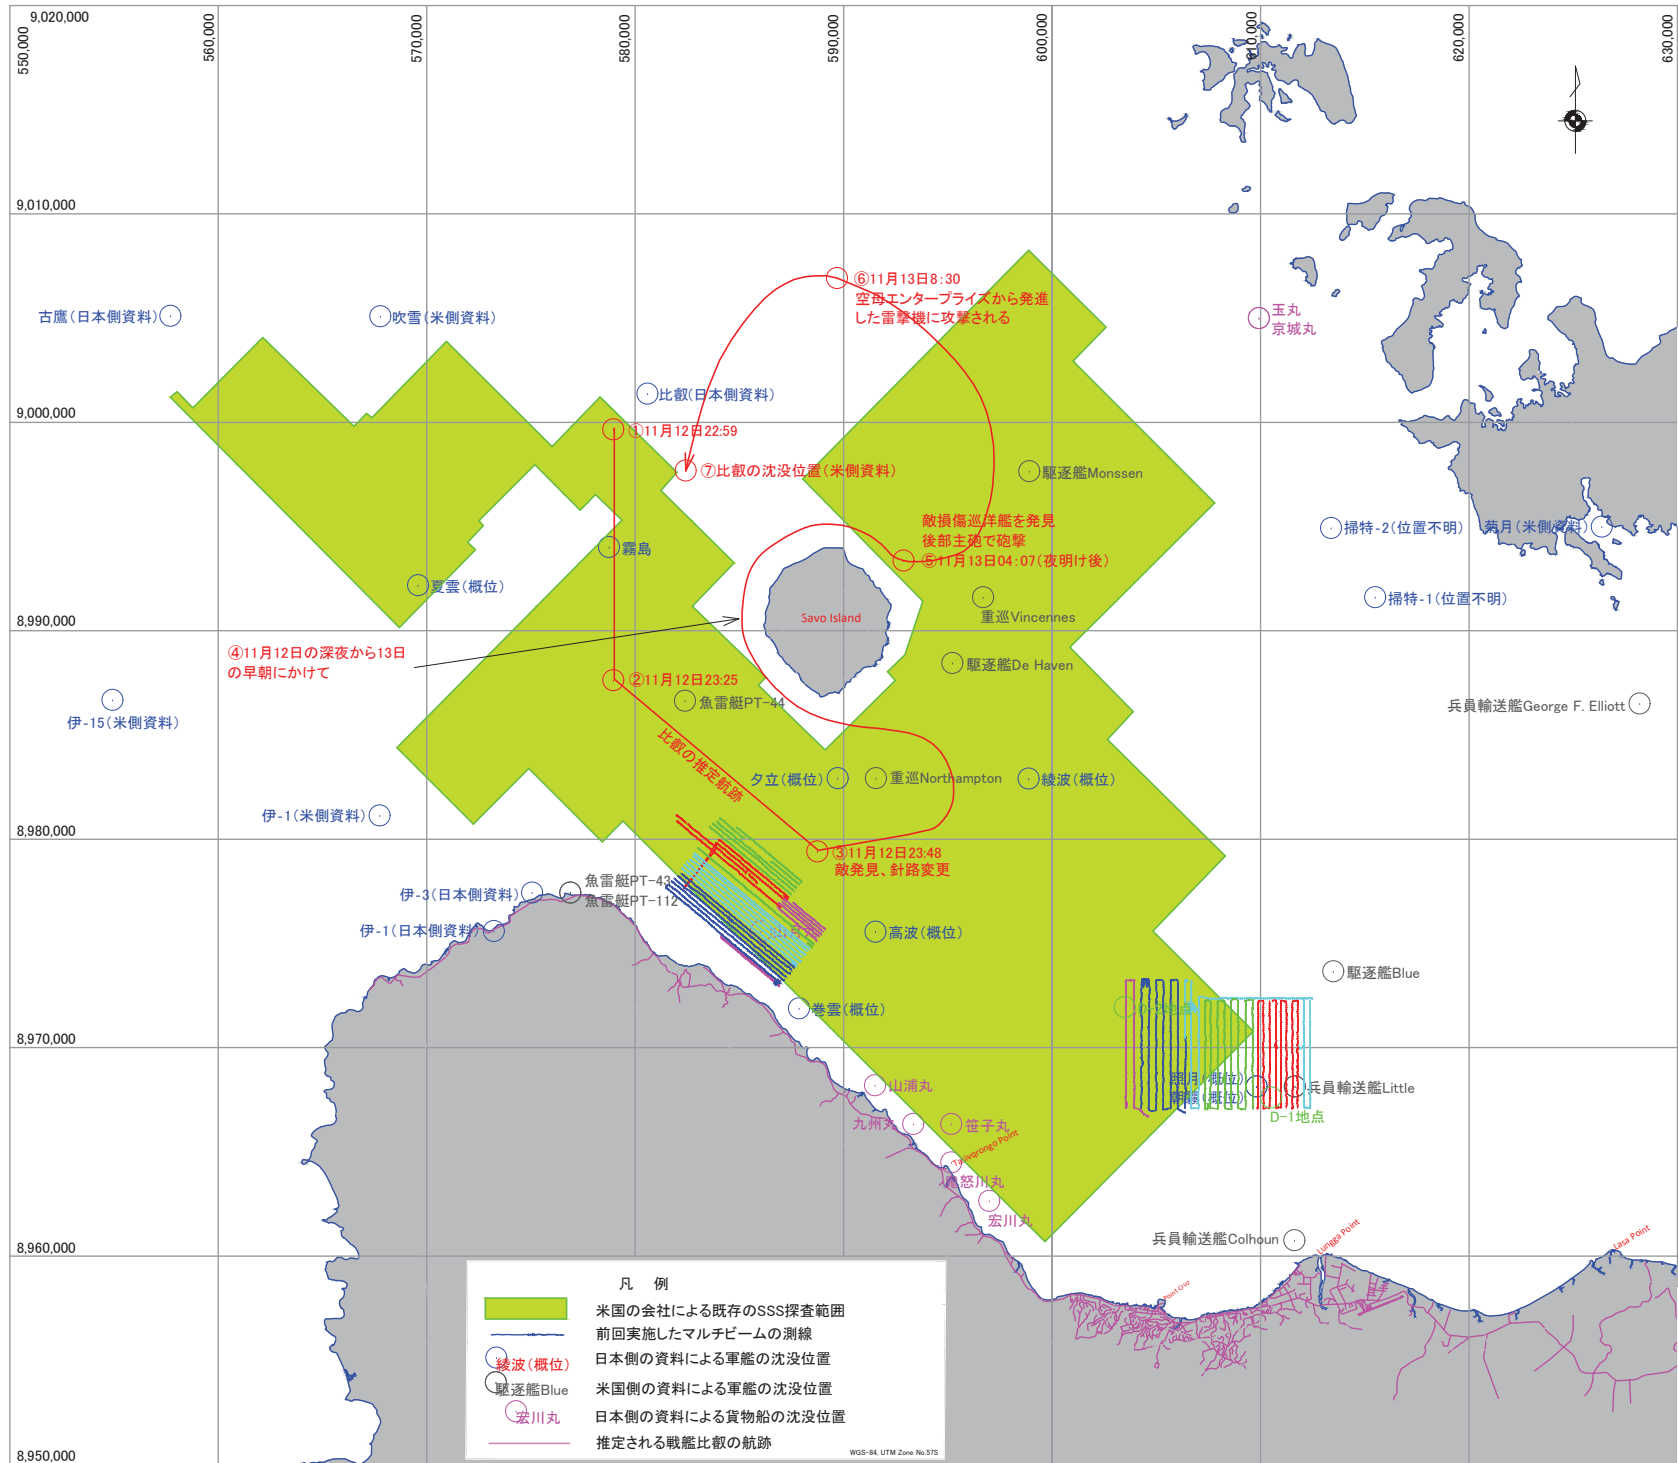 9,020,000
550,000
560,000
570,000
580,000
590,000
600,000
610,000
620,000
630,000
9,010,000
⑥11月13日8:30
空母エンタープライズから発進
した雷撃機に攻撃される
古鷹(日本側資料)
吹雪(米側資料)
玉丸
京城丸
比叡(日本側資料)
9,000,000
①11月12日22:59
⑦比叡の沈没位置(米側資料)
駆逐艦Monssen
敵損傷巡洋艦を発見
後部主砲で砲撃
⑤11月13日04:07(夜明け後)
掃特-2(位置不明)
菊月(米側資料)
霧島
夏雲(概位)
掃特-1(位置不明)
重巡Vincennes
Savo Island
8,990,000
④11月12日の深夜から13日
の早朝にかけて
駆逐艦De Haven
②11月12日23:25
魚雷艇PT-44
兵員輸送艦George F. Elliott
伊-15(米側資料)
比叡の推定航跡
夕立(概位)
重巡Northampton
綾波(概位)
伊-1(米側資料)
8,980,000
③11月12日23:48
敵発見、針路変更
魚雷艇PT-43
魚雷艇PT-112
伊-3(日本側資料)
伊-1(日本側資料)
高波(概位)
駆逐艦Blue
巻雲(概位)
D-2地点
8,970,000
山浦丸
照月(概位)
朝霧(概位)
兵員輸送艦Little
D-1地点
九州丸
笹子丸
鬼怒川丸
宏川丸
兵員輸送艦Colhoun
Lungga Point
Lasa Point
8,960,000
Point Cruz
凡 例
米国の会社による既存のSSS探査範囲
前回実施したマルチビームの測線
綾波(概位) 日本側の資料による軍艦の沈没位置
駆逐艦Blue 米国側の資料による軍艦の沈没位置
宏川丸 日本側の資料による貨物船の沈没位置
推定される戦艦比叡の航跡
WGS-84, UTM Zone No.57S
8,950,000